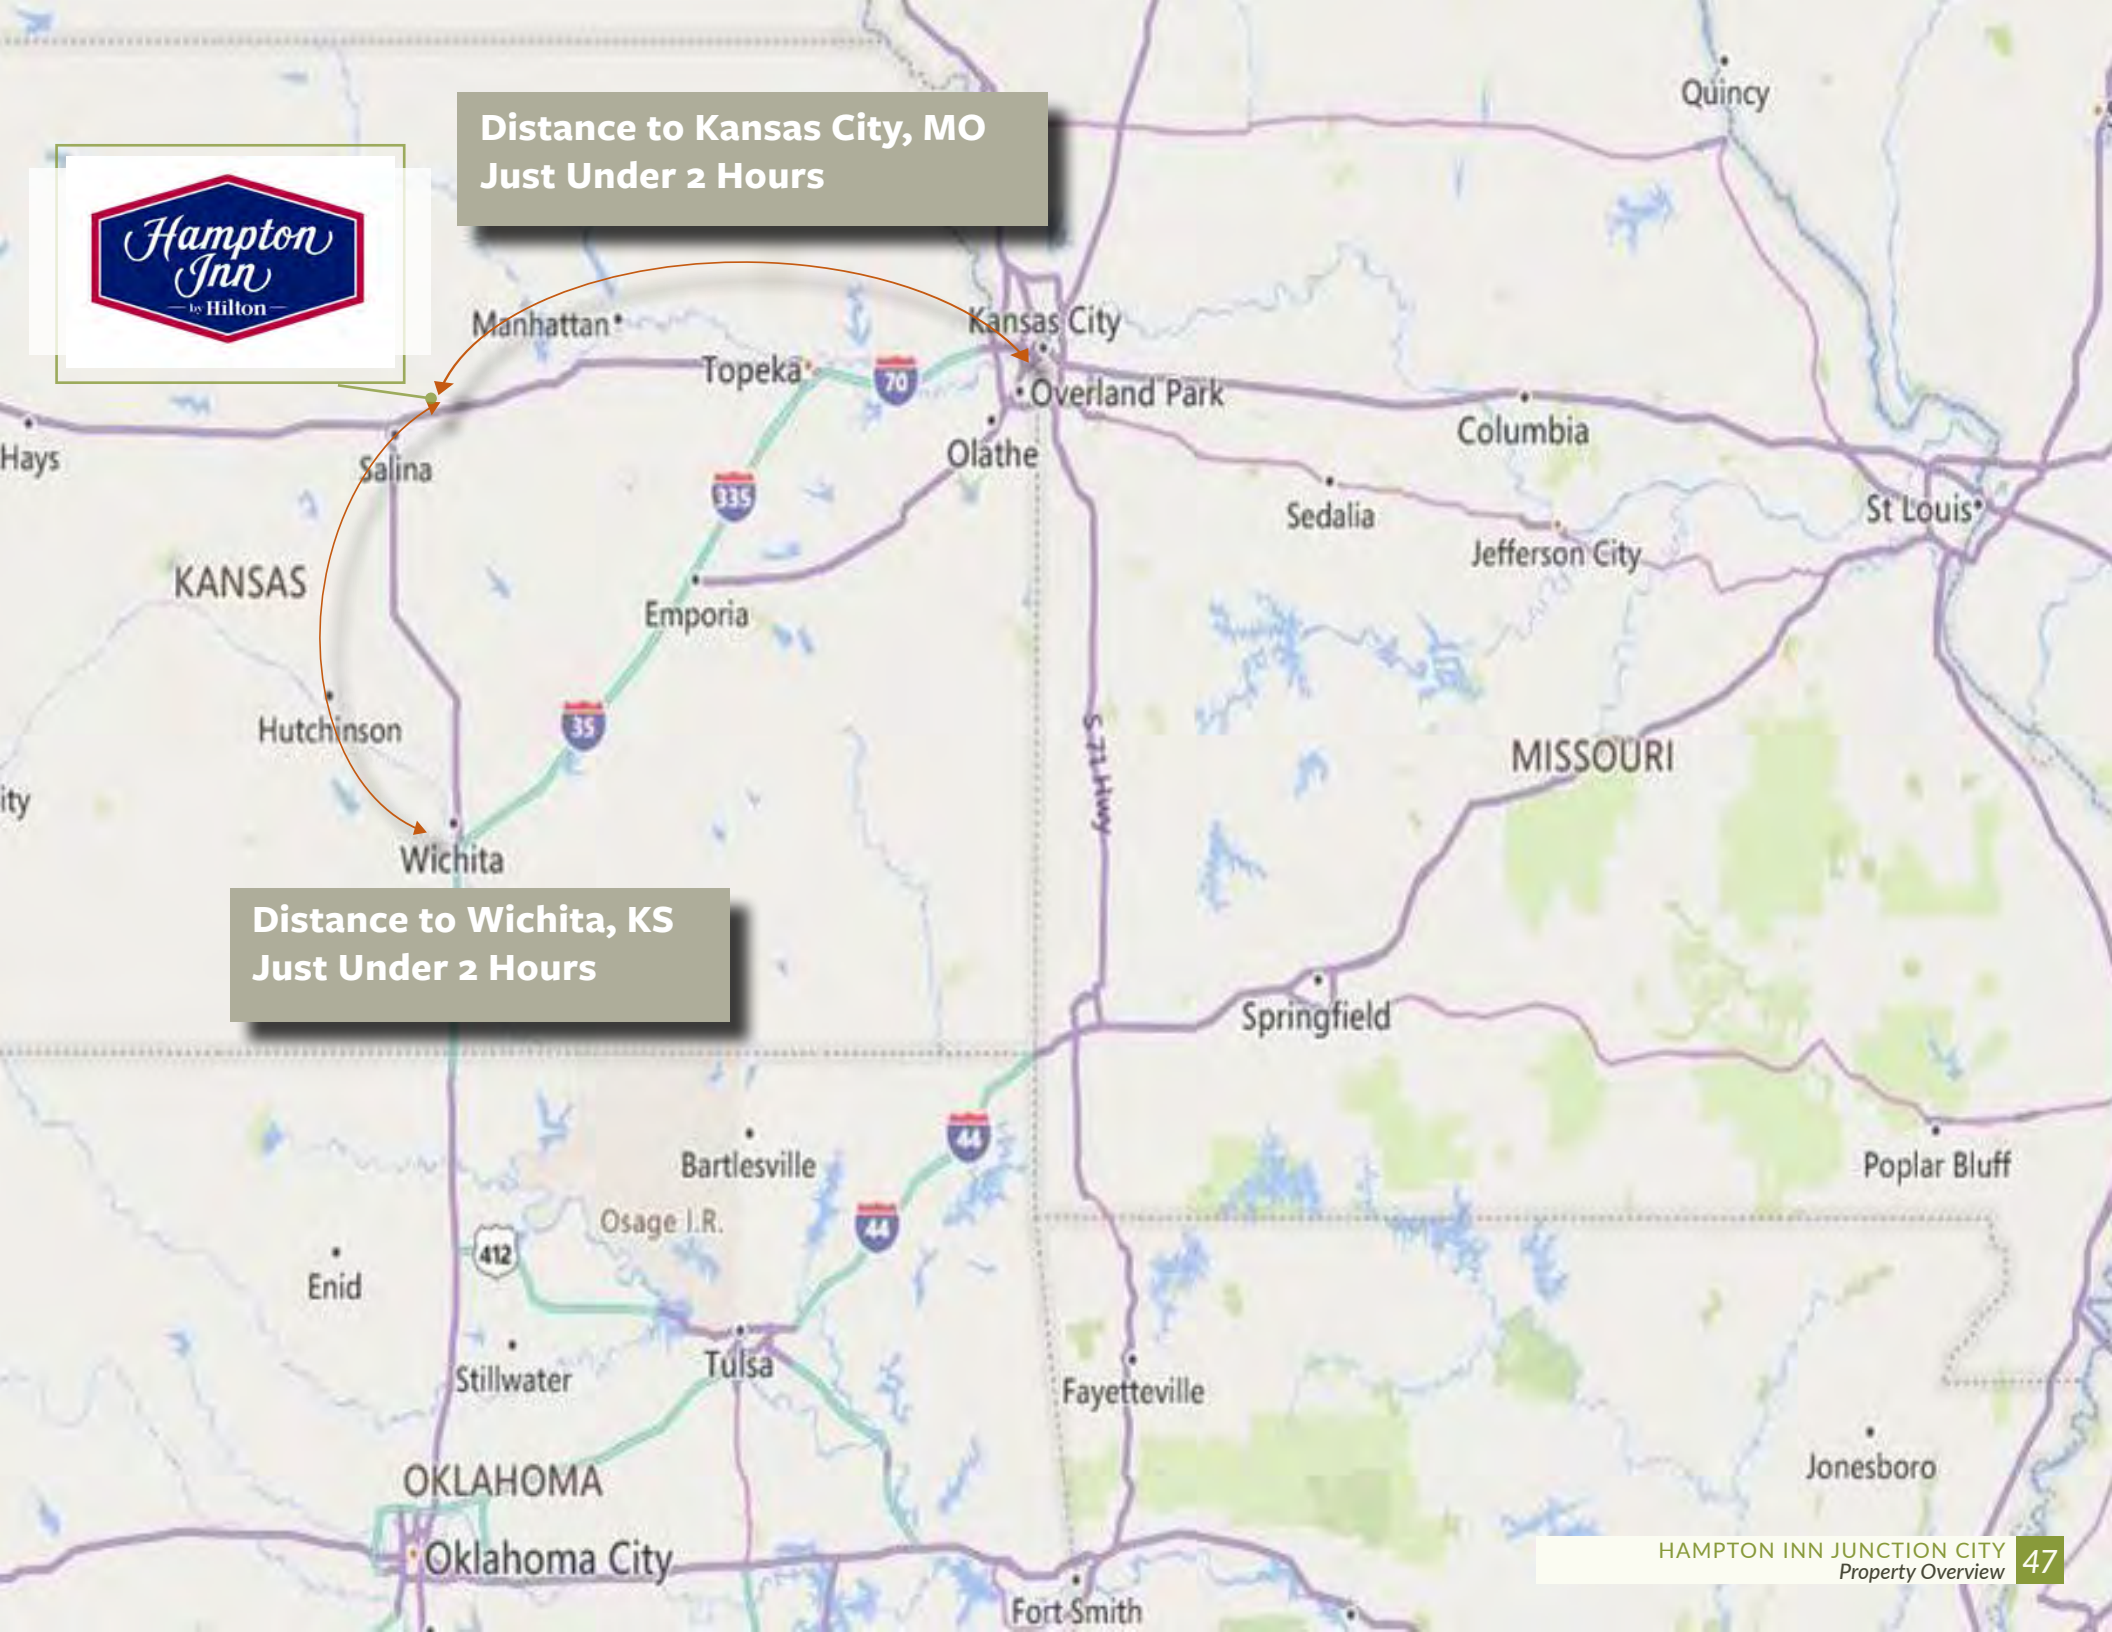 Quincy
Distance to Kansas City, MO
Just Under 2 Hours
Hampton
Inn
by Hilton
Manhattan
Kansas City
Topeka
70
Overland Park
Columbia
Hays
Salina
Olathe
335
Sedalia
St Louis
Jefferson City
KANSAS
Emporia
35
Hutchinson
S 71 Hwy
MISSOURI
ity
Wichita
Distance to Wichita, KS
Just Under 2 Hours
Springfield
44
Bartlesville
Poplar Bluff
Osage I.R.
44
412
Enid
Stillwater
Tulsa
Fayetteville
Jonesboro
OKLAHOMA
Oklahoma City
HAMPTON INN JUNCTION CITY
Property Overview
47
Fort Smith